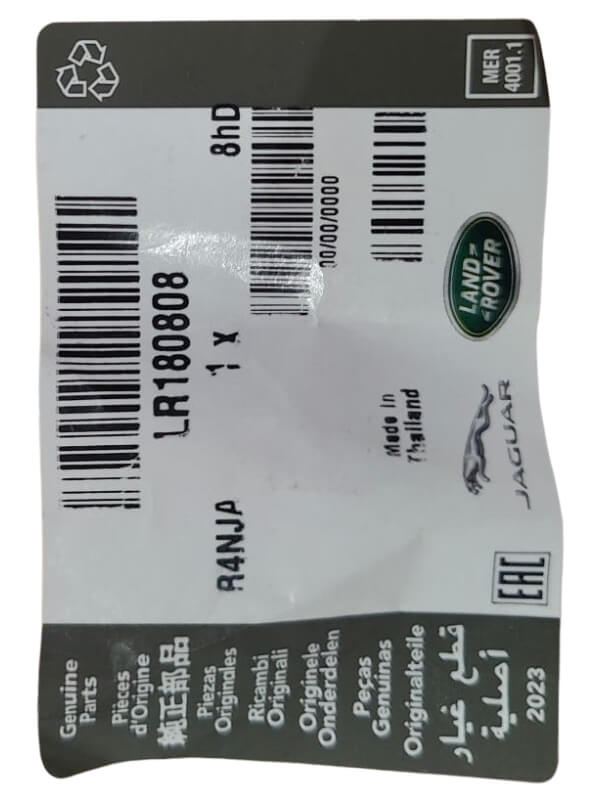 Genuine
Parts
Pièces
d'Origine
純正部品
Piezas
Originales
Ricambi
Originali
Originele
Onderdelen
Peças
Genuínas
Originalteile
قطع غيار
أصلية
2023
LR180808
R4NJA
1 X
8hD
00/00/0000
Made in
Thailand
EAC
JAGUAR
LAND
ROVER
MER
4001.1